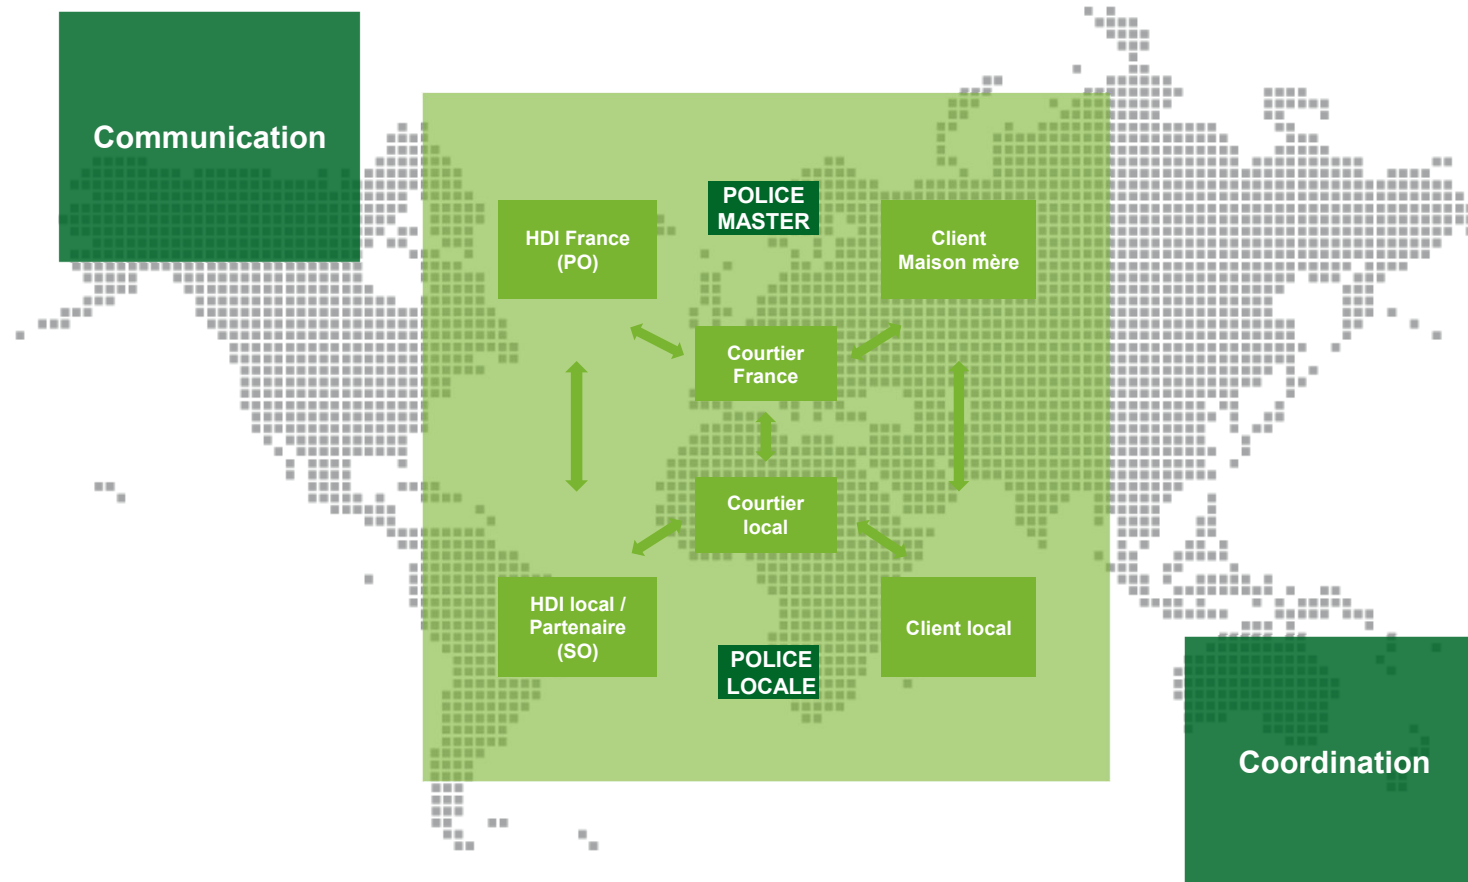 Communication
POLICE
MASTER
HDI France
(PO)
Client
Maison mère
Courtier
France
Courtier
local
HDI local /
Partenaire
(SO)
Client local
POLICE
LOCALE
Coordination